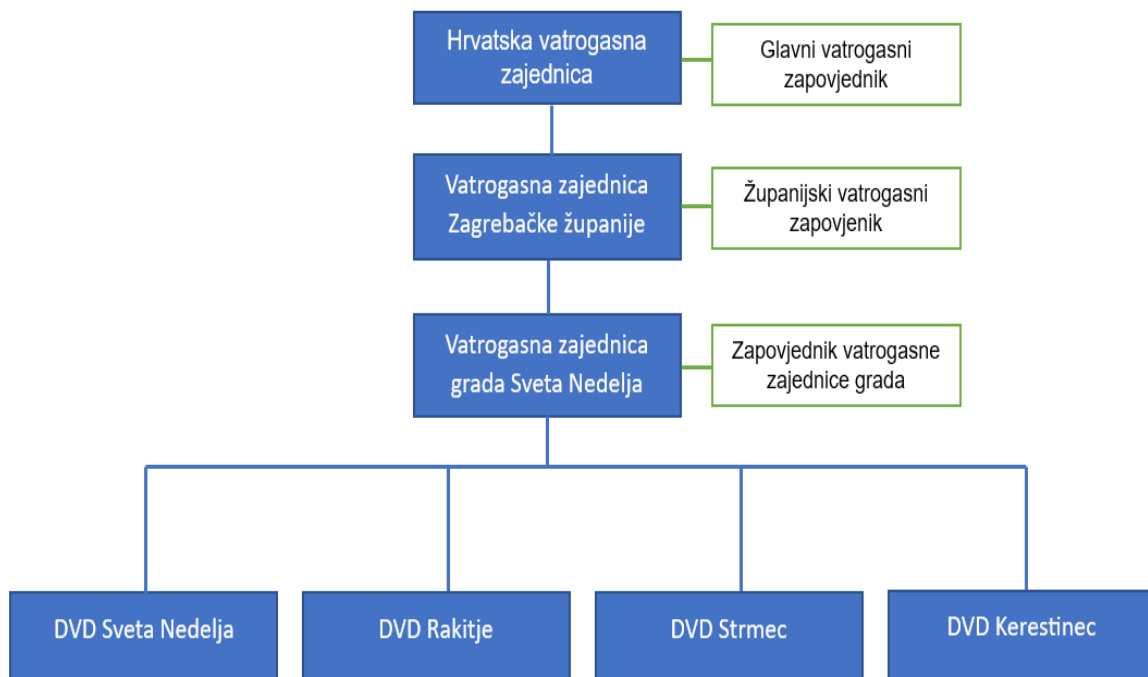 Hrvatska vatrogasna
zajednica
Glavni vatrogasni
zapovjednik
Vatrogasna zajednica
Zagrebačke županije
Županijski vatrogasni
zapovjenik
Vatrogasna zajednica
grada Sveta Nedelja
Zapovjednik vatrogasne
zajednice grada
DVD Sveta Nedelja
DVD Rakitje
DVD Strmec
DVD Kerestinec